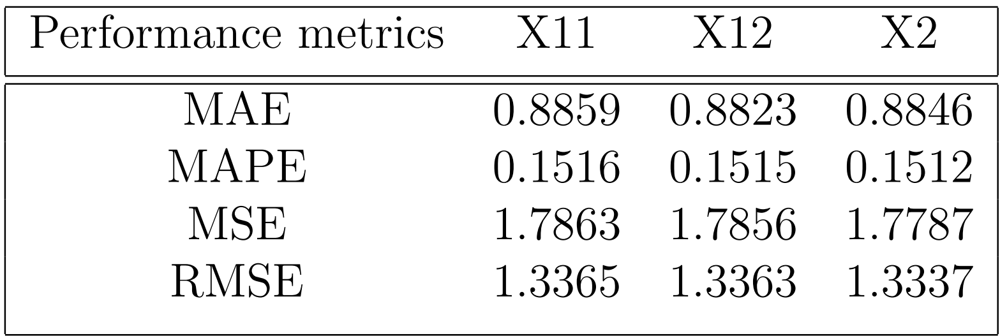 Performance metrics X11 X12 X2
MAE 0.8859 0.8823 0.8846
MAPE 0.1516 0.1515 0.1512
MSE 1.7863 1.7856 1.7787
RMSE 1.3365 1.3363 1.3337